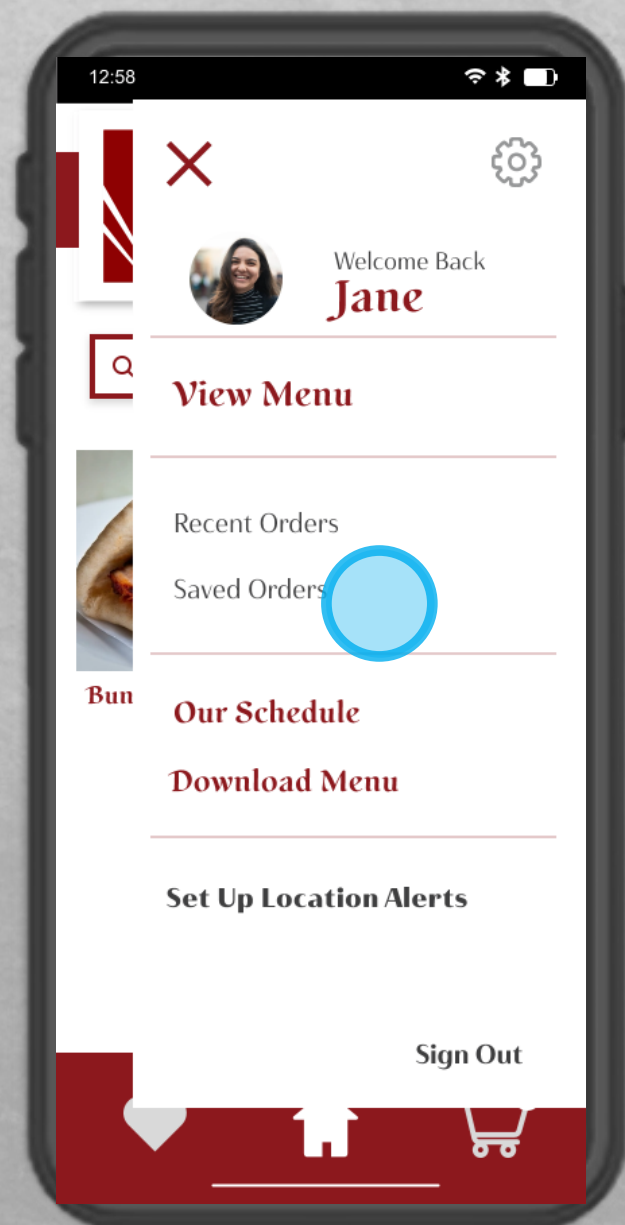 12:58
Welcome Back
Jane
View Menu
Recent Orders
Saved Orders
Bun
Our Schedule
Download Menu
Set Up Location Alerts
Sign Out